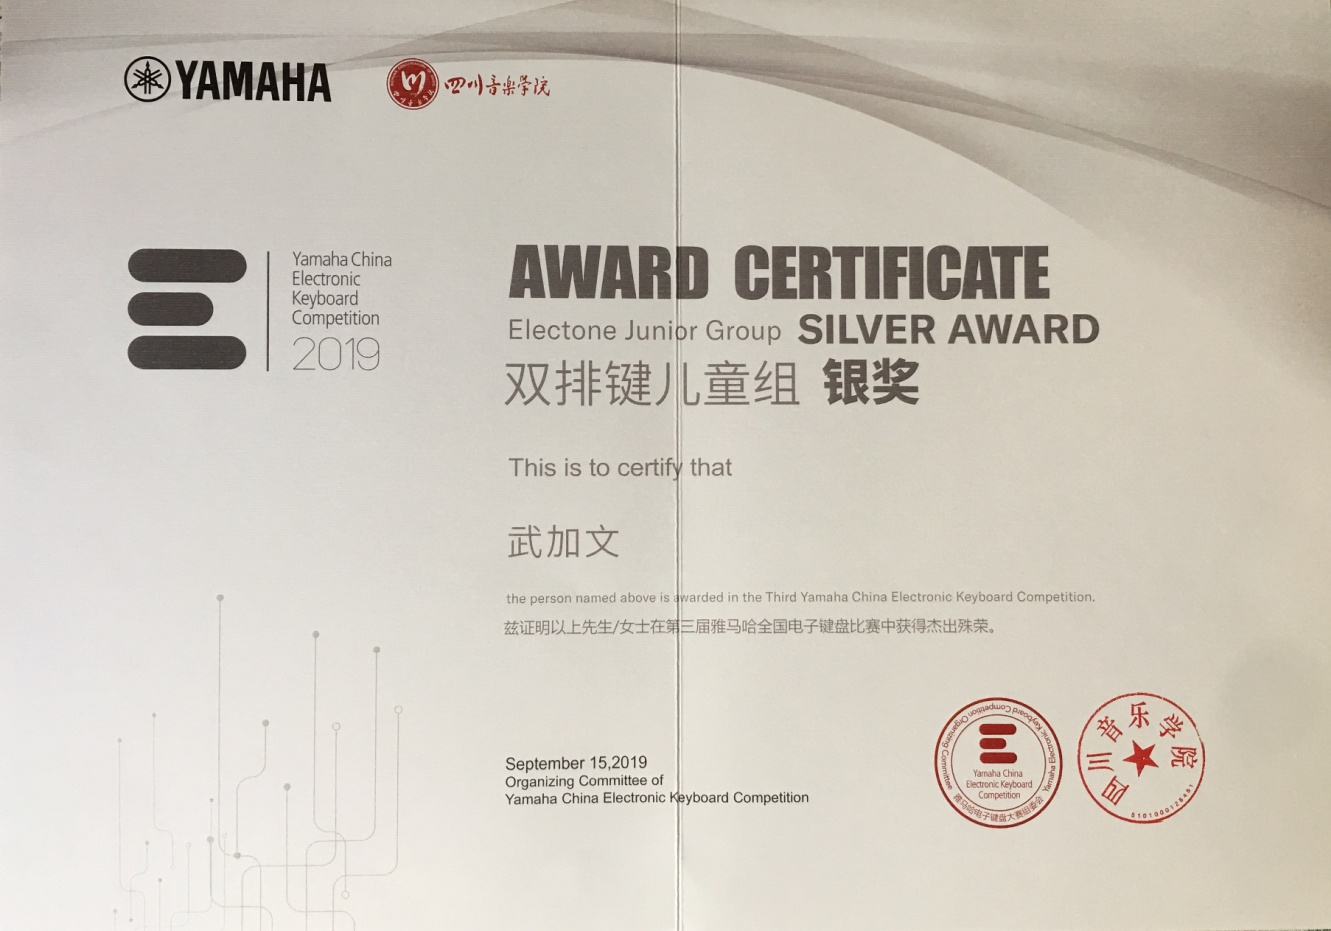 YAMAHA
四川音樂学院
Yamaha China
Electronic
Keyboard
Competition
2019
AWARD CERTIFICATE
Electone Junior Group SILVER AWARD
双排键儿童组 银奖
This is to certify that
武加文
the person named above is awarded in the Third Yamaha China Electronic Keyboard Competition.
兹证明以上先生/女士在第三届雅马哈全国电子键盘比赛中获得杰出殊荣。
September 15,2019
Organizing Committee of
Yamaha China Electronic Keyboard Competition
Yamaha Electronic Keyboard Competition Organizing Committee
Yamaha China
Electronic Keyboard
Competition
雅马哈电子键盘大赛组委会
四川音乐学院